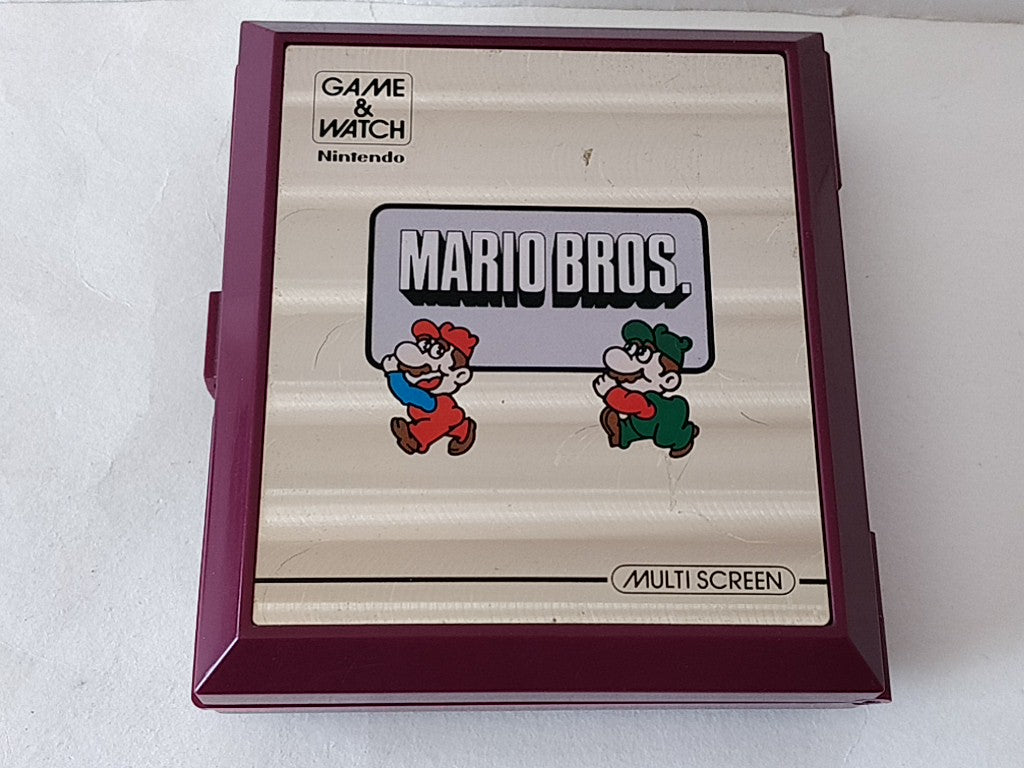 GAME
&
WATCH
Nintendo
MARIO BROS.
MULTI SCREEN